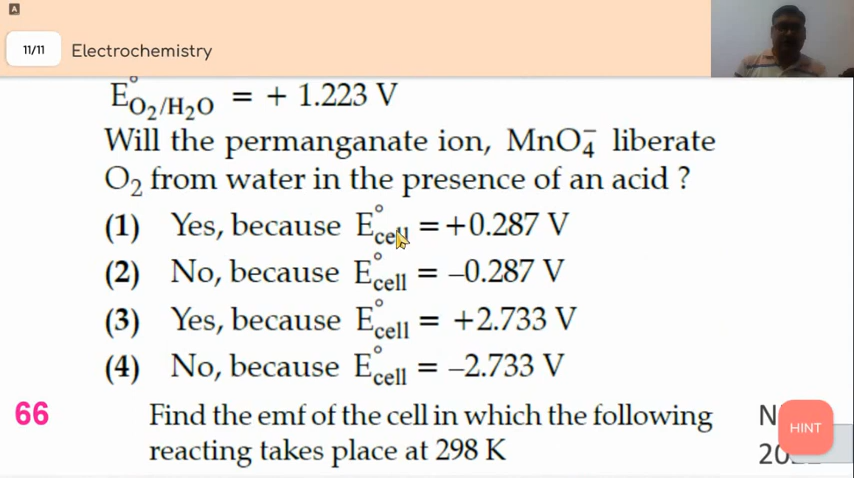 A
11/11 Electrochemistry
E°O₂/H₂O = + 1.223 V
Will the permanganate ion, MnO₄⁻ liberate
O₂ from water in the presence of an acid ?
(1) Yes, because E°cell = +0.287 V
(2) No, because E°cell = –0.287 V
(3) Yes, because E°cell = +2.733 V
(4) No, because E°cell = –2.733 V
66 Find the emf of the cell in which the following
reacting takes place at 298 K
HINT